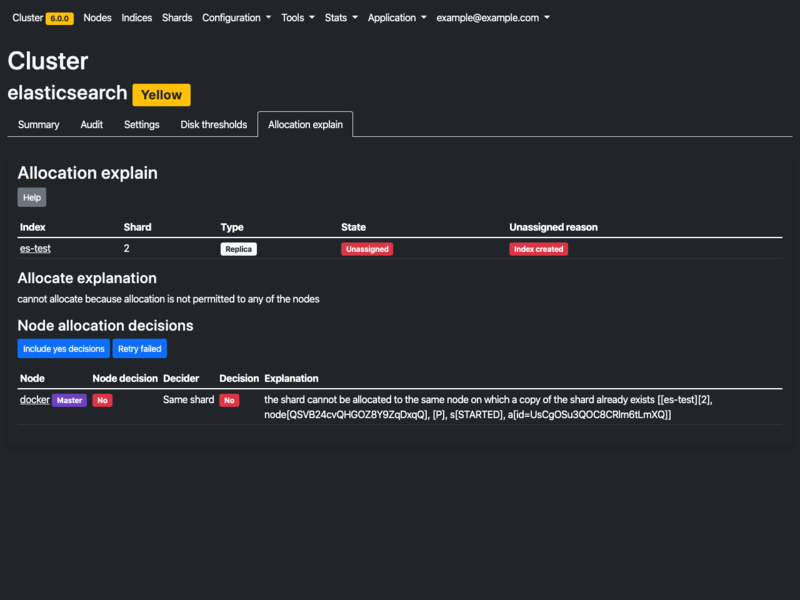 Cluster 6.0.0 Nodes Indices Shards Configuration Tools Stats Application example@example.com
Cluster
elasticsearch Yellow
Summary Audit Settings Disk thresholds Allocation explain
Allocation explain
Help
Index Shard Type State Unassigned reason
es-test 2 Replica Unassigned Index created
Allocate explanation
cannot allocate because allocation is not permitted to any of the nodes
Node allocation decisions
Include yes decisions Retry failed
Node Node decision Decider Decision Explanation
docker Master No Same shard No the shard cannot be allocated to the same node on which a copy of the shard already exists [[es-test][2],
node[QSVB24cvQHGOZ8Y9ZqDxqQ], [P], s[STARTED], a[id=UsCgOSu3QOC8CRlm6tLmXQ]]